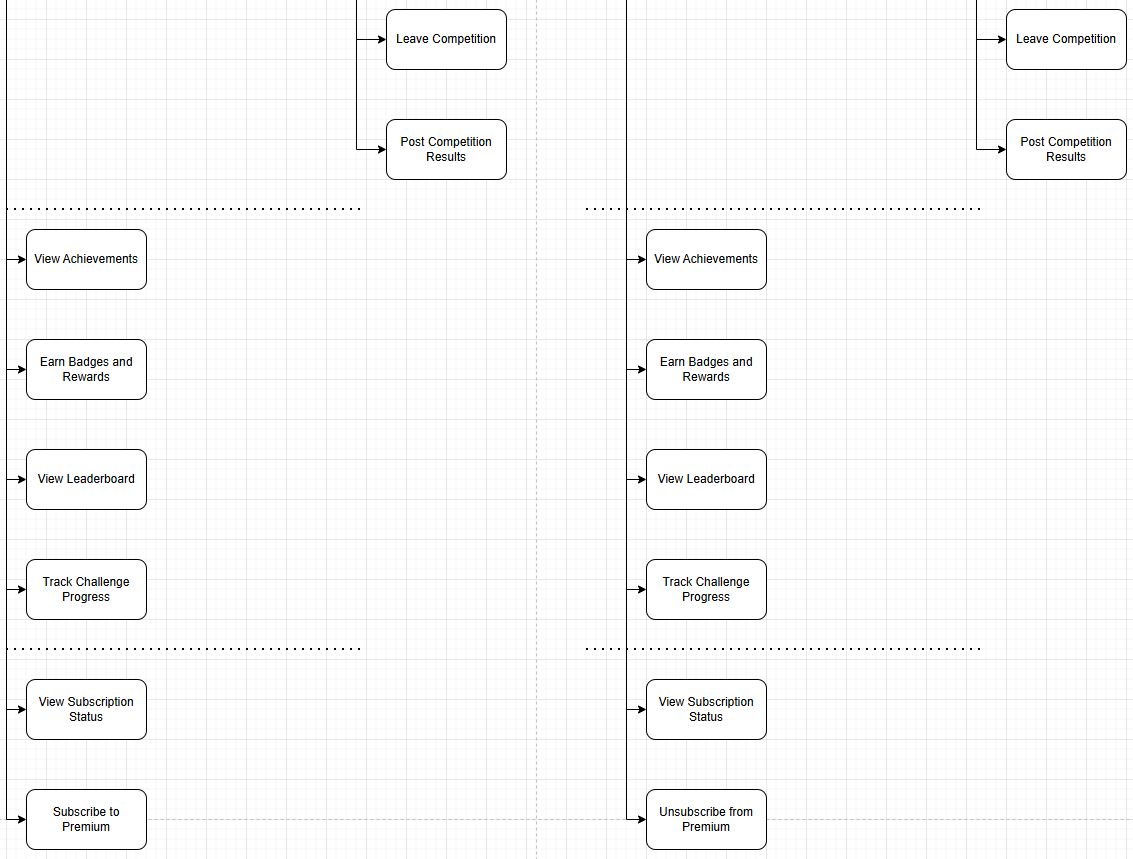 Leave Competition
Post Competition
Results
View Achievements
Earn Badges and
Rewards
View Leaderboard
Track Challenge
Progress
View Subscription
Status
Subscribe to
Premium
Leave Competition
Post Competition
Results
View Achievements
Earn Badges and
Rewards
View Leaderboard
Track Challenge
Progress
View Subscription
Status
Unsubscribe from
Premium